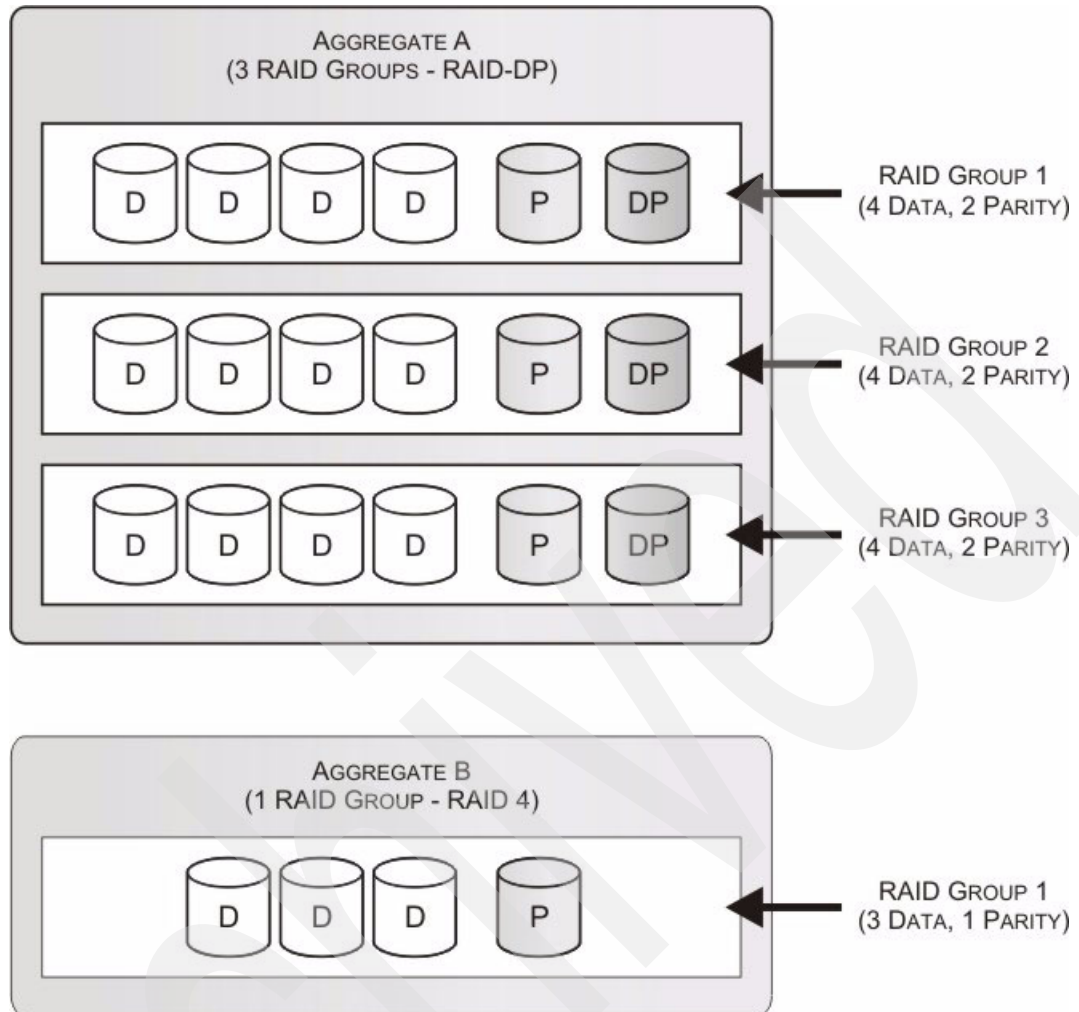 AGGREGATE A
(3 RAID GROUPS - RAID-DP)
D D D D P DP
RAID GROUP 1
(4 DATA, 2 PARITY)
D D D D P DP
RAID GROUP 2
(4 DATA, 2 PARITY)
D D D D P DP
RAID GROUP 3
(4 DATA, 2 PARITY)
AGGREGATE B
(1 RAID GROUP - RAID 4)
D D D P
RAID GROUP 1
(3 DATA, 1 PARITY)
hived